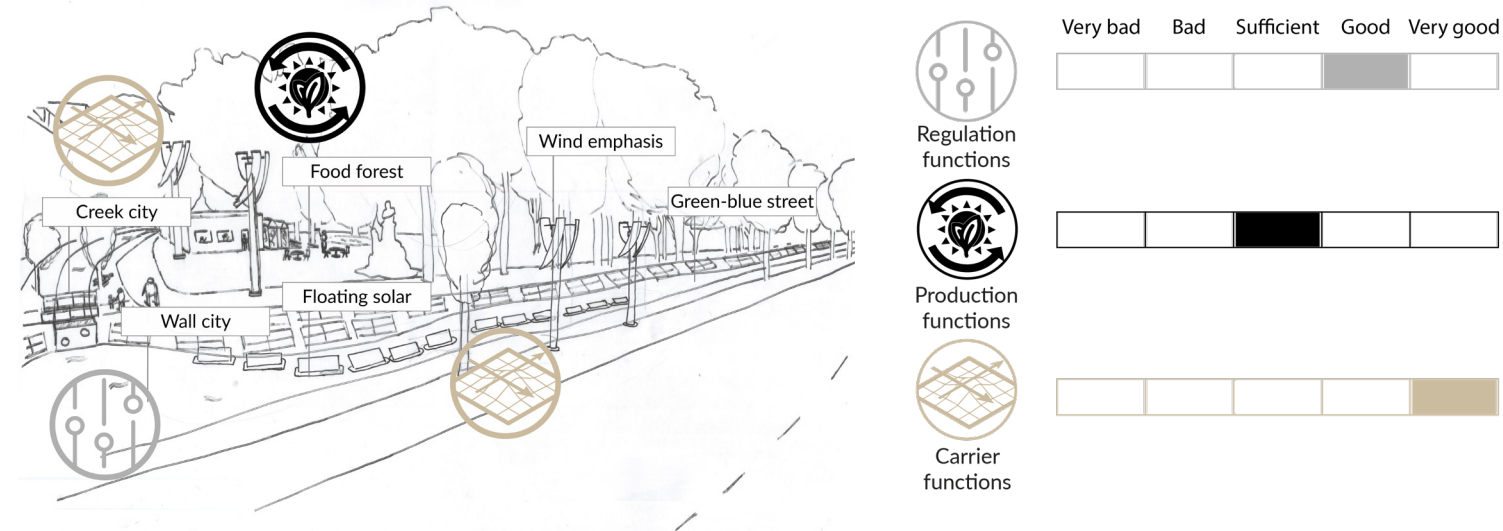 Wind emphasis
Food forest
Green-blue street
Creek city
Floating solar
Wall city
Very bad
Bad
Sufficient
Good
Very good
Regulation
functions
Production
functions
Carrier
functions